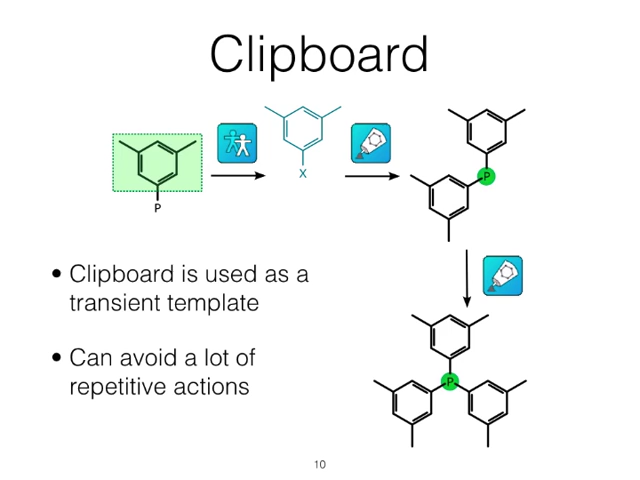 Clipboard
X
P
P
• Clipboard is used as a
transient template
P
• Can avoid a lot of
repetitive actions
10